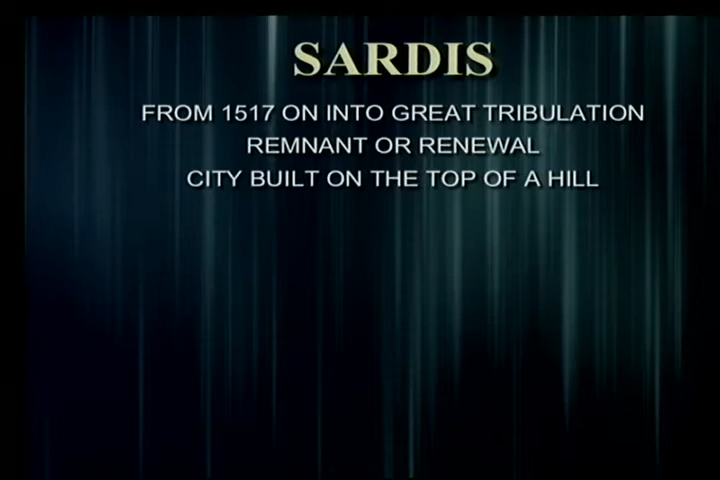 SARDIS
FROM 1517 ON INTO GREAT TRIBULATION
REMNANT OR RENEWAL
CITY BUILT ON THE TOP OF A HILL